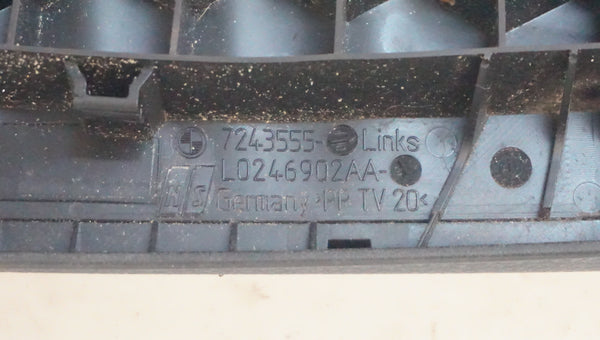 7243555- Links
L0246902AA-
Germany >PP TV 20<